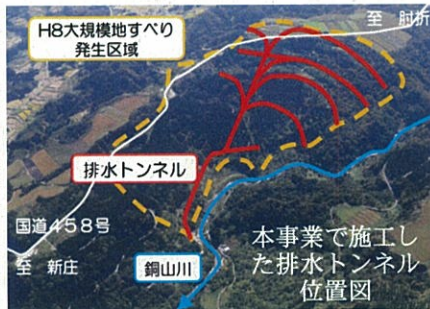 至 肘折
H8大規模地すべり
発生区域
排水トンネル
国道458号
至 新庄
銅山川
本事業で施工し
た排水トンネル
位置図